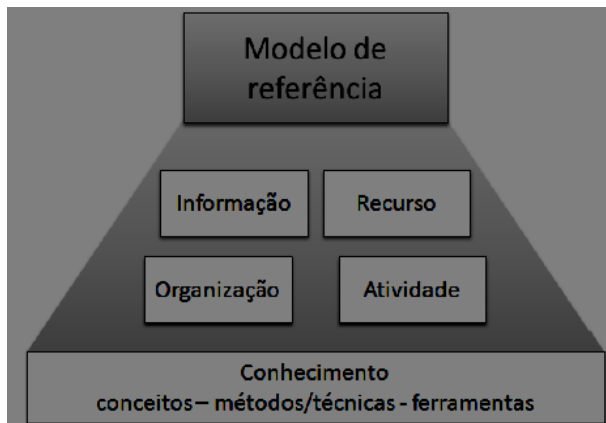 Modelo de
referência
Informação
Recurso
Organização
Atividade
Conhecimento
conceitos – métodos/técnicas - ferramentas